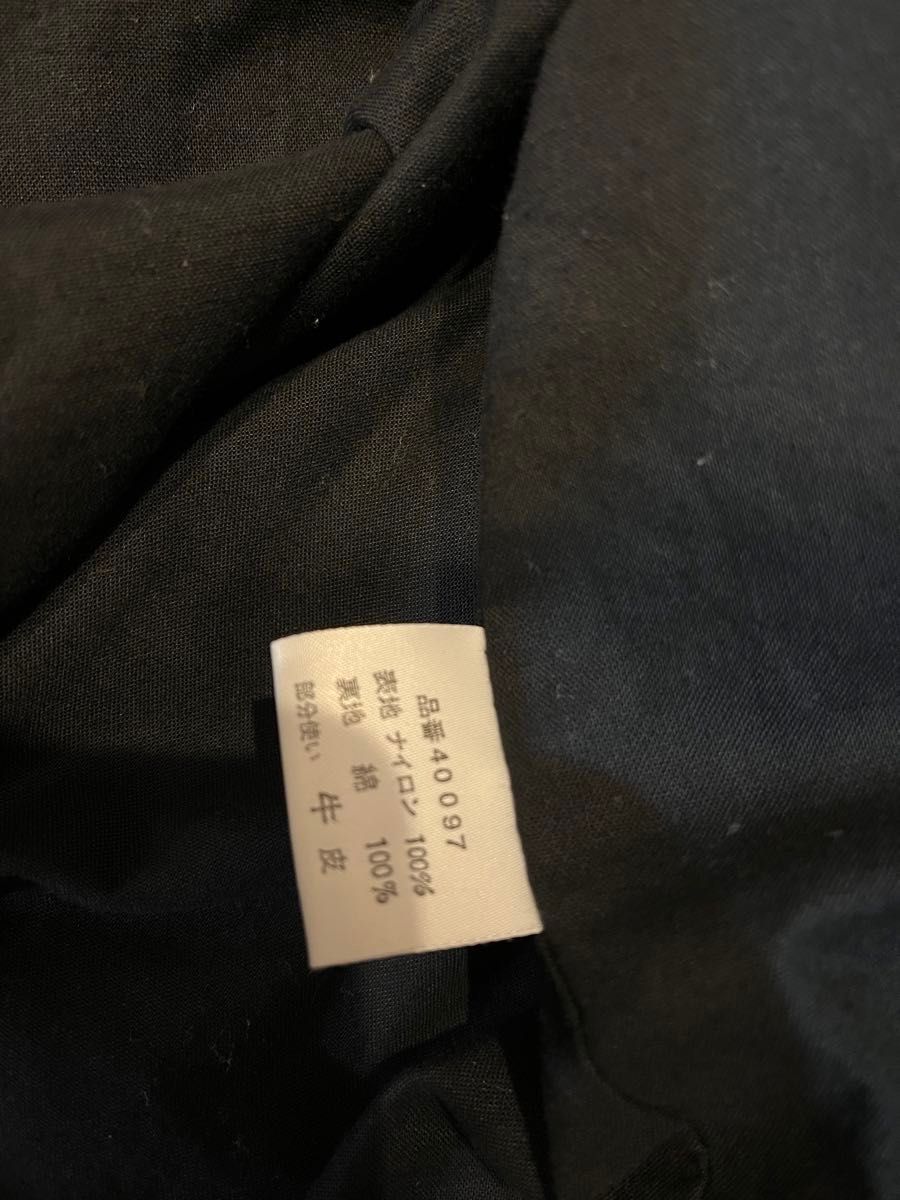 品番40097
表地 ナイロン 100%
裏地 綿 100%
部分使い 牛皮